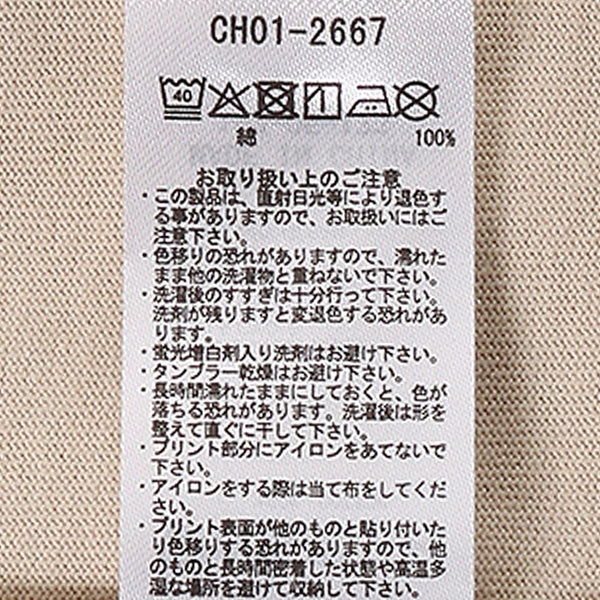 CH01-2667
40
綿 100%
お取り扱い上のご注意
・この製品は、直射日光等により退色す
る事がありますので、お取扱いにはご
注意下さい。
・色移りの恐れがありますので、濡れた
まま他の洗濯物と重ねないで下さい。
・洗濯後のすすぎは十分行って下さい。
洗剤が残りますと変退色する恐れがあ
ります。
・蛍光増白剤入り洗剤はお避け下さい。
・タンブラー乾燥はお避け下さい。
・長時間濡れたままにしておくと、色が
落ちる恐れがあります。洗濯後は形を
整えて直ぐに干して下さい。
・プリント部分にアイロンをあてないで
下さい。
・アイロンをする際は当て布をしてくだ
さい。
・プリント表面が他のものと貼り付いた
り色移りする恐れがありますので、他
のものと長時間密着した状態や高温多
湿な場所を避けて収納して下さい。